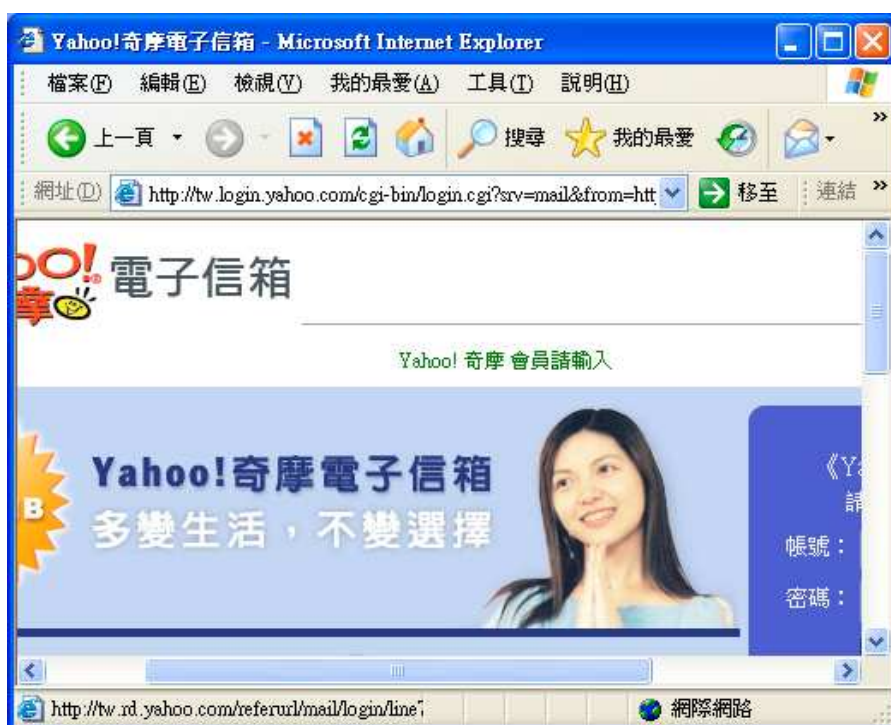 Yahoo!奇摩電子信箱 - Microsoft Internet Explorer
檔案(F) 編輯(E) 檢視(V) 我的最愛(A) 工具(T) 說明(H)
上一頁 搜尋 我的最愛 »
網址(D) http://tw.login.yahoo.com/cgi-bin/login.cgi?srv=mail&from=htt 移至 連結 »
OO!® 電子信箱
摩
Yahoo! 奇摩 會員請輸入
Yahoo!奇摩電子信箱
B
多變生活,不變選擇
《Ya
請
帳號:
密碼:
http://tw.rd.yahoo.com/referurl/mail/login/line 網際網路